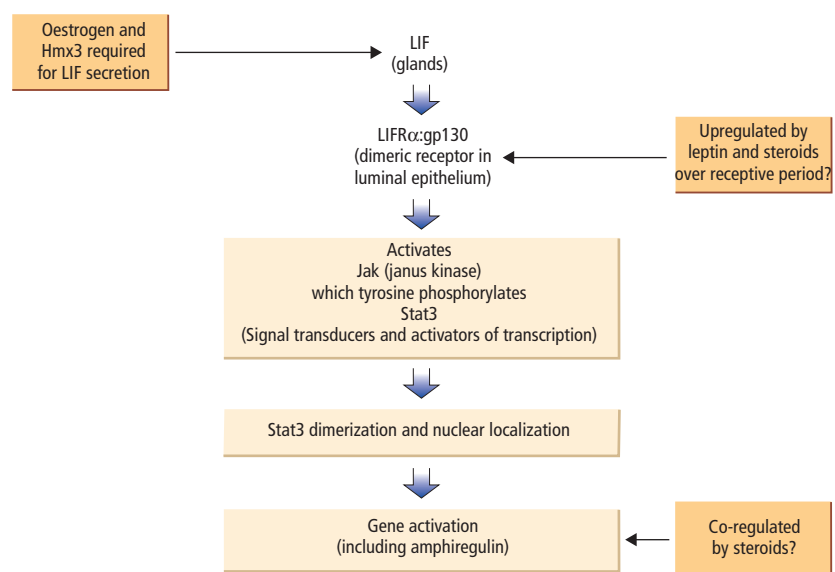 Oestrogen and
Hmx3 required
for LIF secretion
LIF
(glands)
LIFRα:gp130
(dimeric receptor in
luminal epithelium)
Upregulated by
leptin and steroids
over receptive period?
Activates
Jak (janus kinase)
which tyrosine phosphorylates
Stat3
(Signal transducers and activators of transcription)
Stat3 dimerization and nuclear localization
Gene activation
(including amphiregulin)
Co-regulated
by steroids?